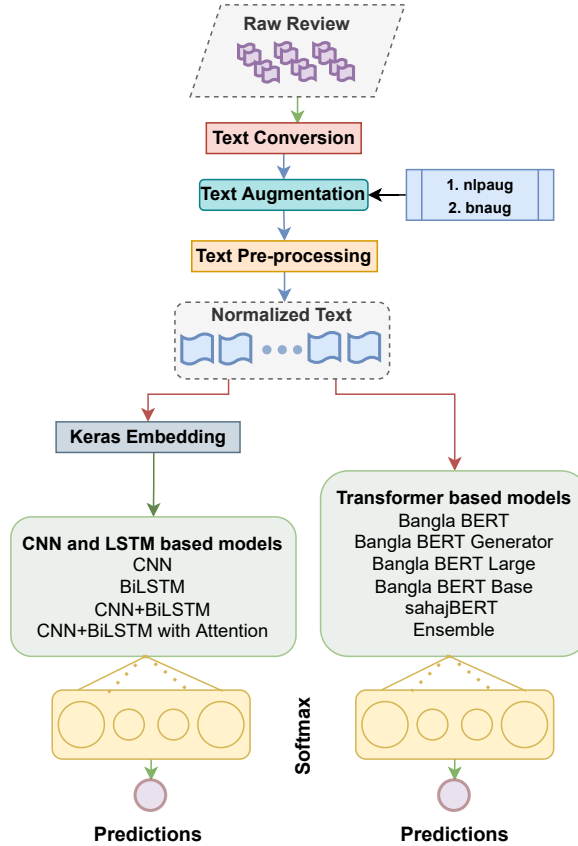 Raw Review
Text Conversion
Text Augmentation
1. nlpaug
2. bnaug
Text Pre-processing
Normalized Text
Keras Embedding
CNN and LSTM based models
CNN
BiLSTM
CNN+BiLSTM
CNN+BiLSTM with Attention
Transformer based models
Bangla BERT
Bangla BERT Generator
Bangla BERT Large
Bangla BERT Base
sahajBERT
Ensemble
Softmax
Predictions
Predictions